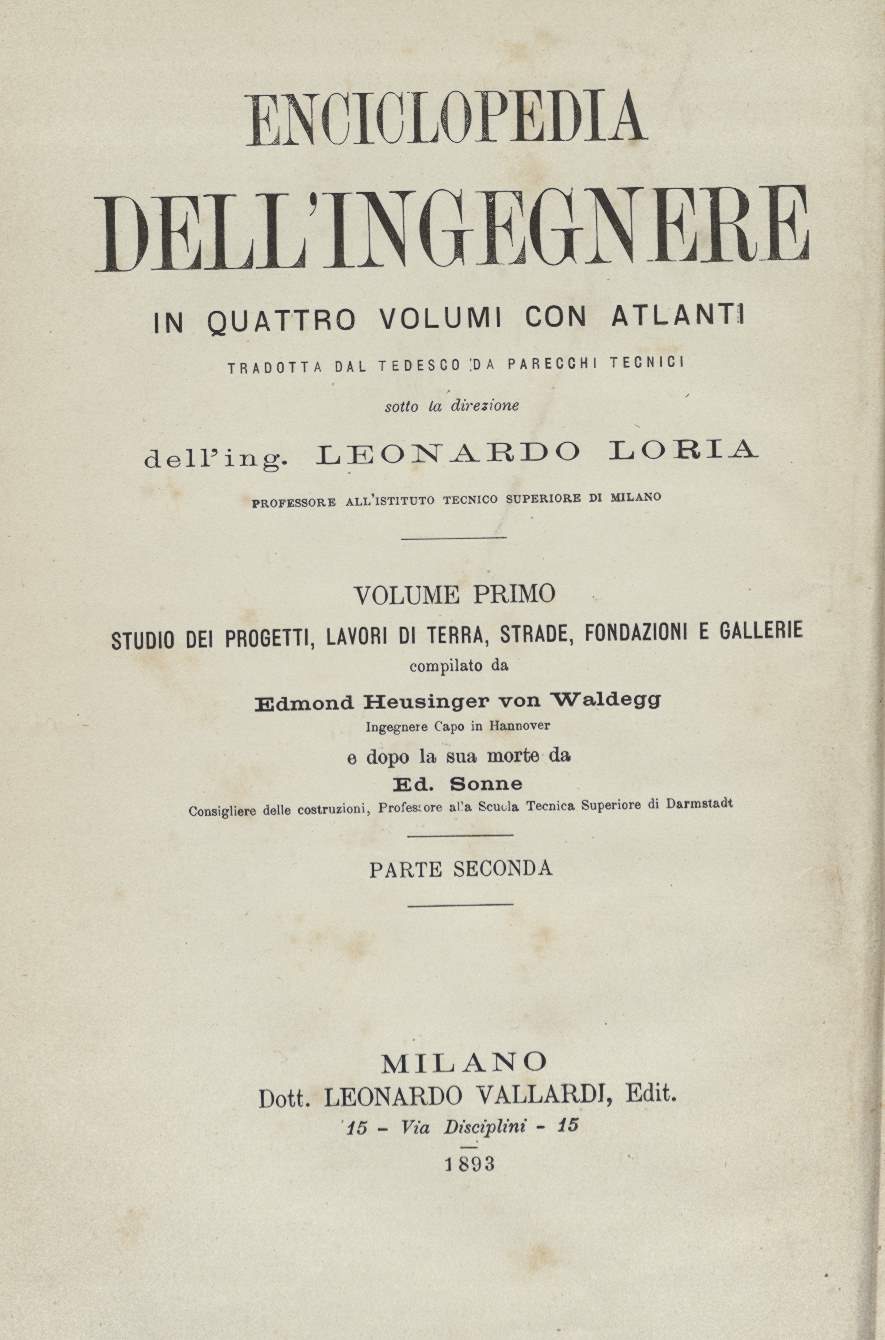 ENCICLOPEDIA
DELL'INGEGNERE
IN QUATTRO VOLUMI CON ATLANTI
TRADOTTA DAL TEDESCO DA PARECCHI TECNICI
sotto la direzione
dell'ing. LEONARDO LORIA
PROFESSORE ALL'ISTITUTO TECNICO SUPERIORE DI MILANO
VOLUME PRIMO
STUDIO DEI PROGETTI, LAVORI DI TERRA, STRADE, FONDAZIONI E GALLERIE
compilato da
Edmond Heusinger von Waldegg
Ingegnere Capo in Hannover
e dopo la sua morte da
Ed. Sonne
Consigliere delle costruzioni, Professore alla Scuola Tecnica Superiore di Darmstadt
PARTE SECONDA
MILANO
Dott. LEONARDO VALLARDI, Edit.
15 - Via Disciplini - 15
1893